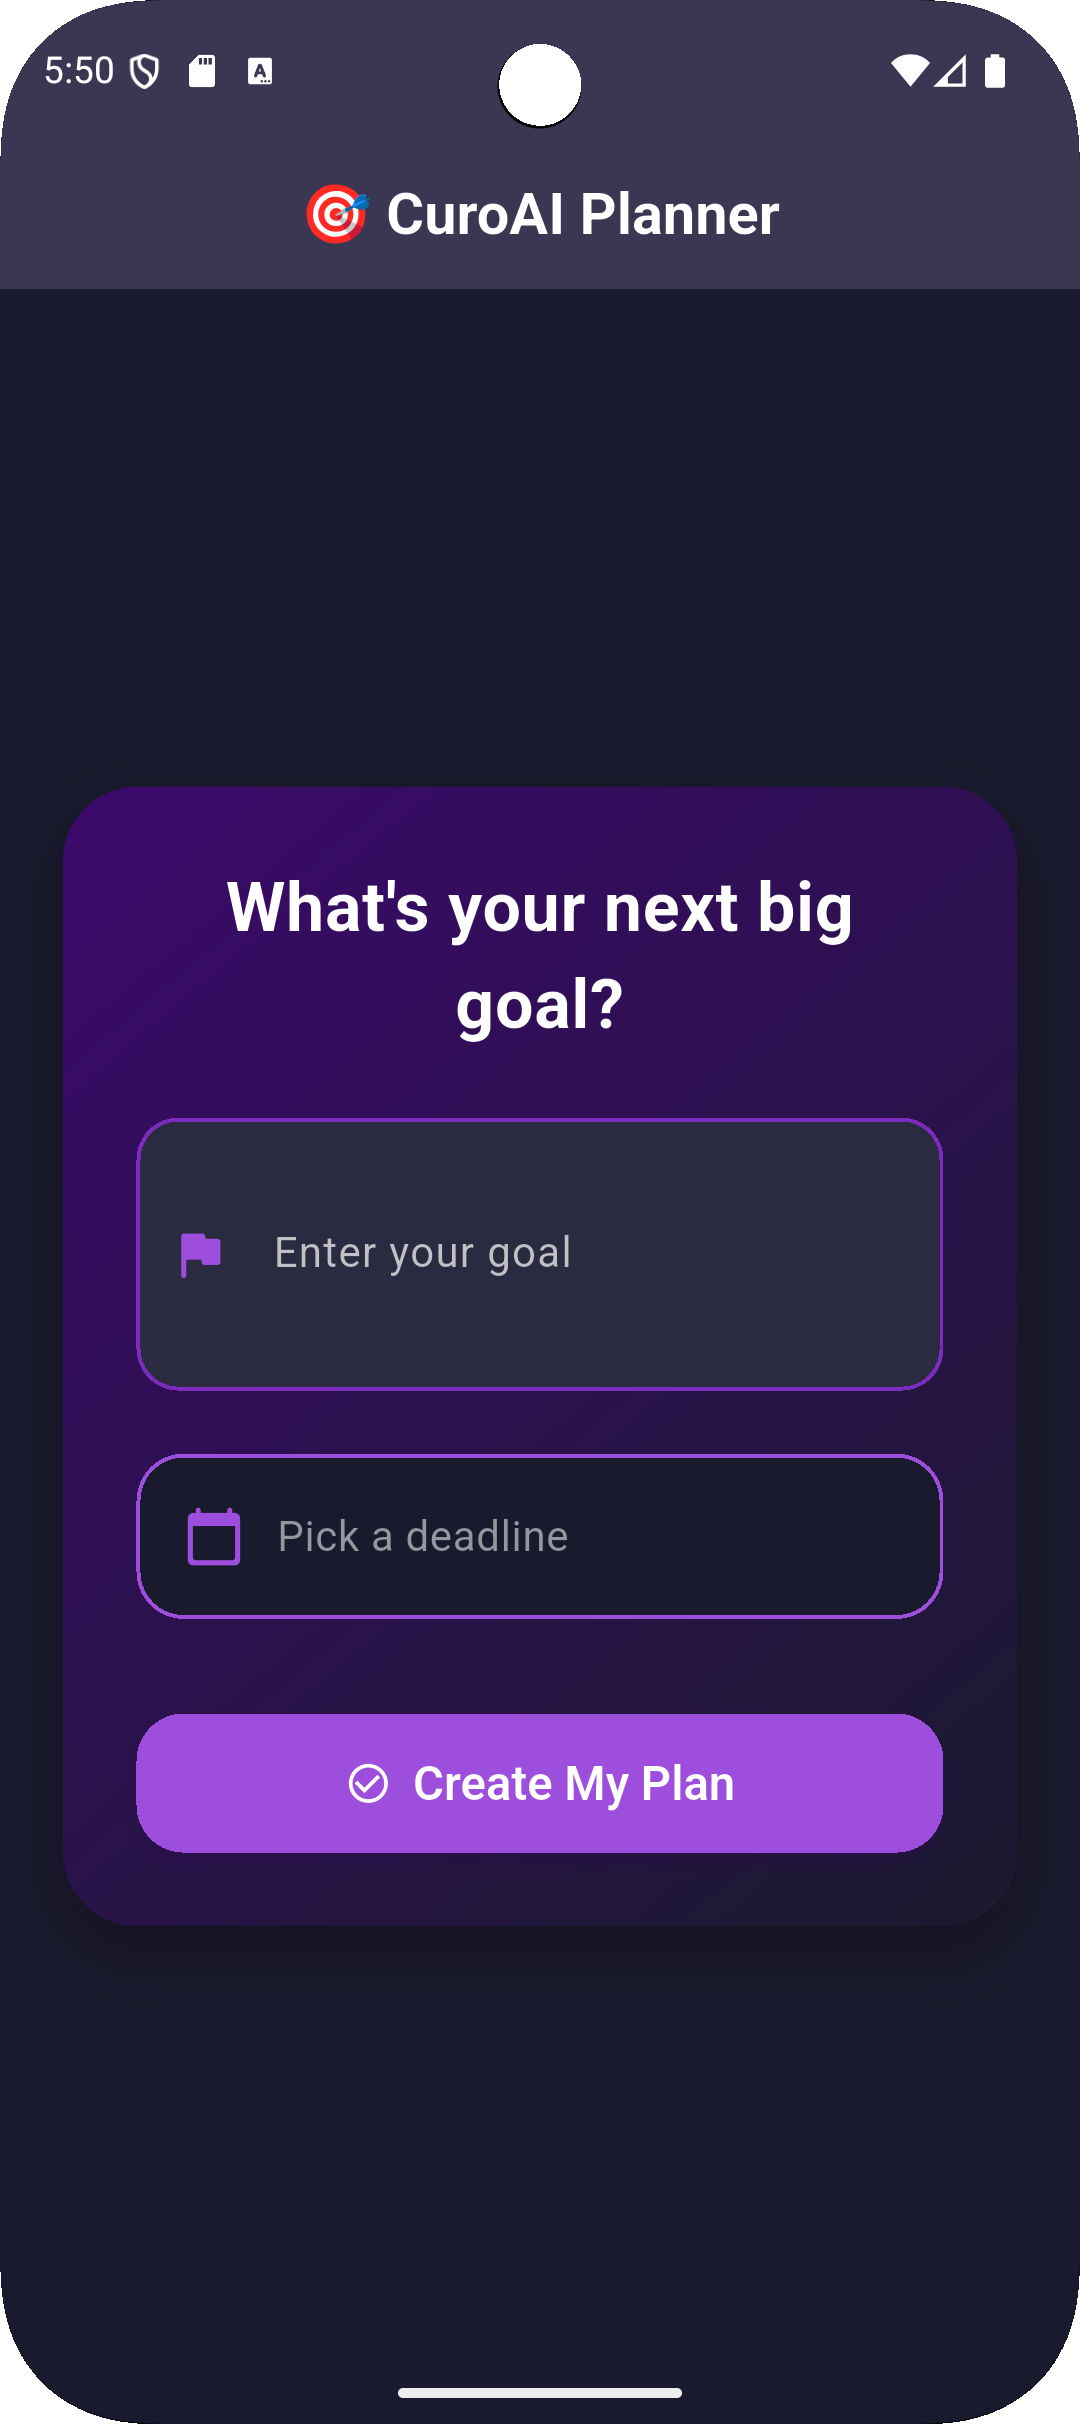 5:50
🎯 CuroAI Planner
What's your next big
goal?
Enter your goal
Pick a deadline
Create My Plan